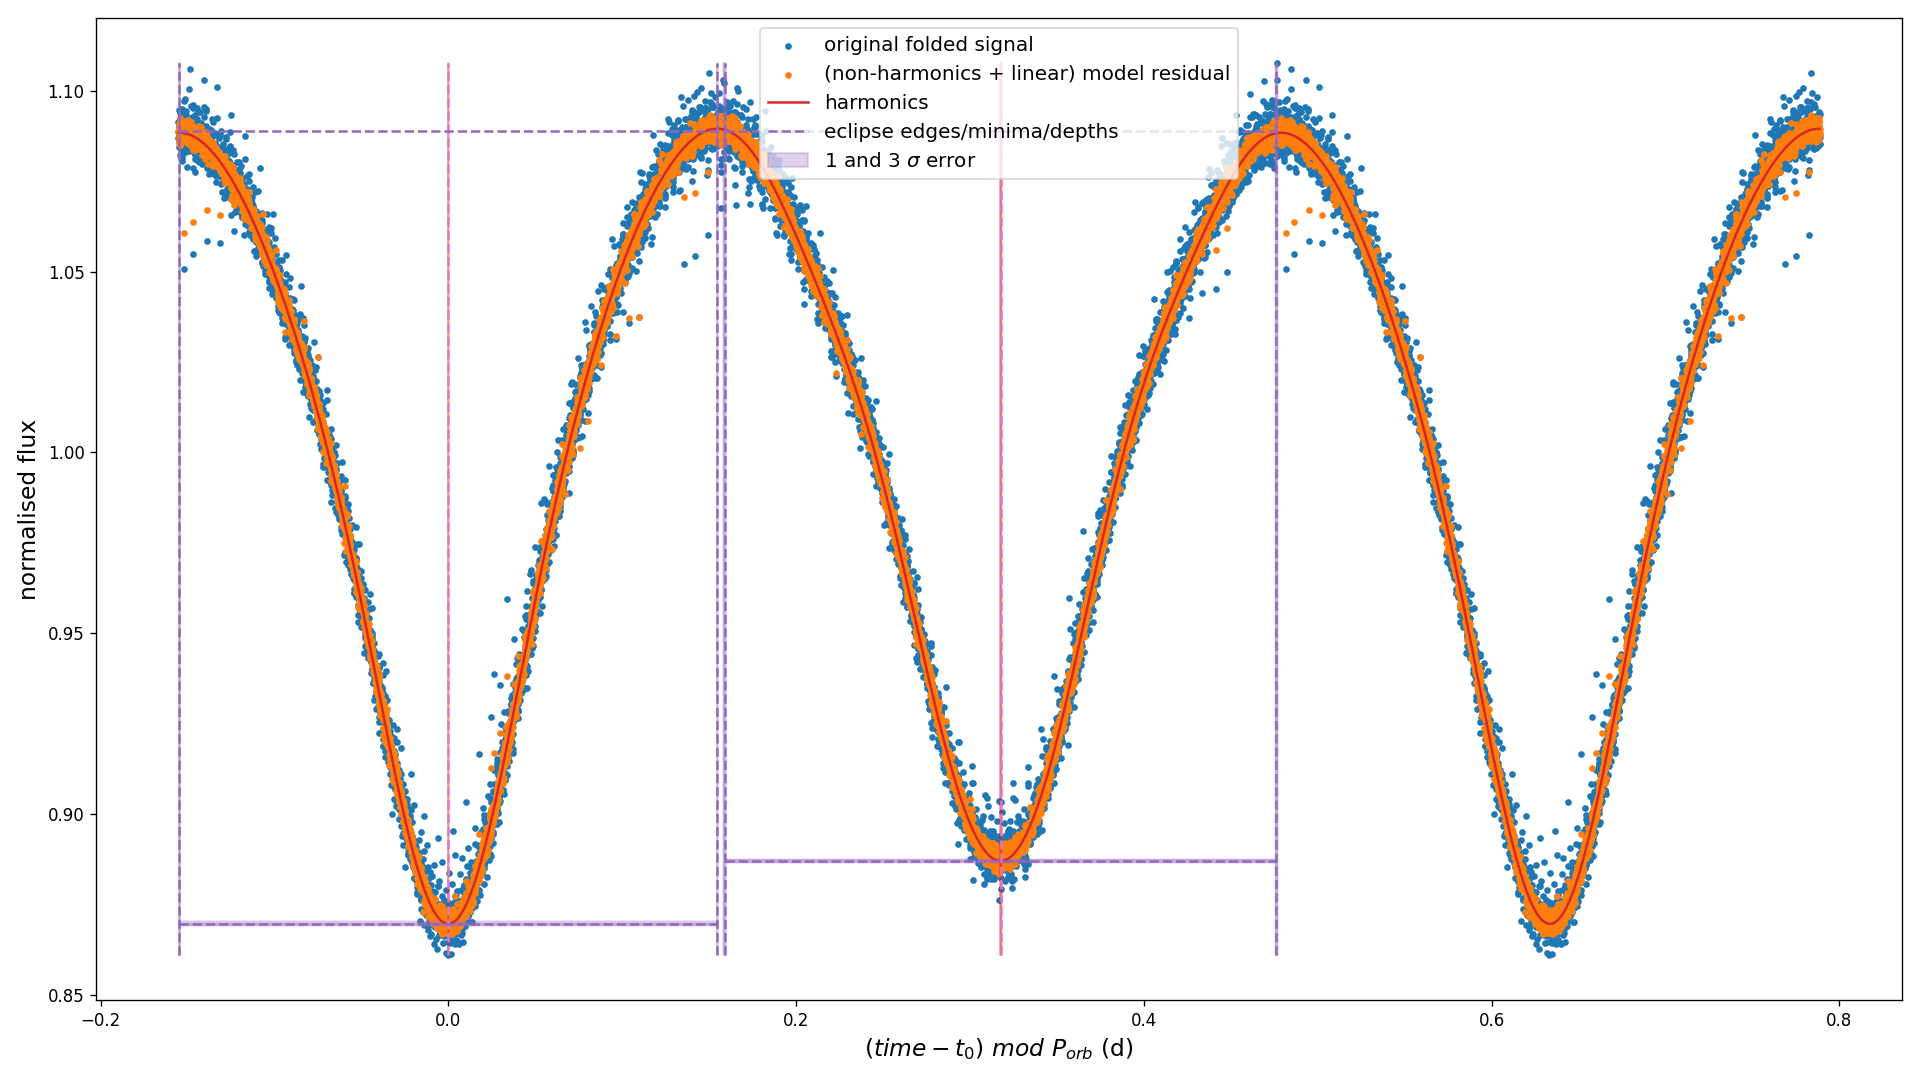 original folded signal
(non-harmonics + linear) model residual
harmonics
eclipse edges/minima/depths
1 and 3 σ error
normalised flux
1.10
1.05
1.00
0.95
0.90
0.85
−0.2
0.0
0.2
0.4
0.6
0.8
(time − t₀) mod Pₒᵣb (d)